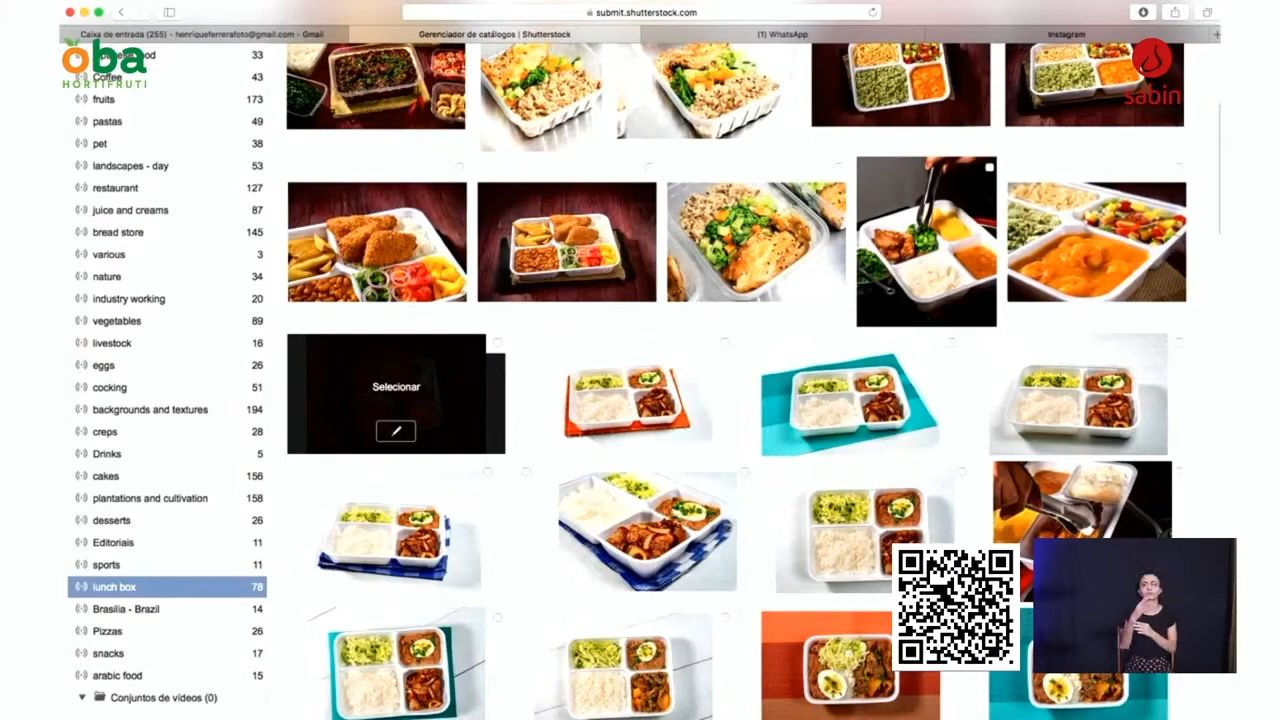 submit.shutterstock.com
Caixa de entrada (255) - henriqueferrerafoto@gmail.com - Gmail
Gerenciador de catálogos | Shutterstock
(1) WhatsApp
Instagram
oba
HORTIFRUTI
sabin
33
Coffee 43
fruits 173
pastas 49
pet 38
landscapes - day 53
restaurant 127
juice and creams 87
bread store 145
various 3
nature 34
industry working 20
vegetables 89
livestock 16
eggs 26
cooking 51
backgrounds and textures 194
creps 28
Drinks 5
cakes 156
plantations and cultivation 158
desserts 26
Editoriais 11
sports 11
lunch box 78
Brasilia - Brazil 14
Pizzas 26
snacks 17
arabic food 15
Conjuntos de vídeos (0)
Selecionar